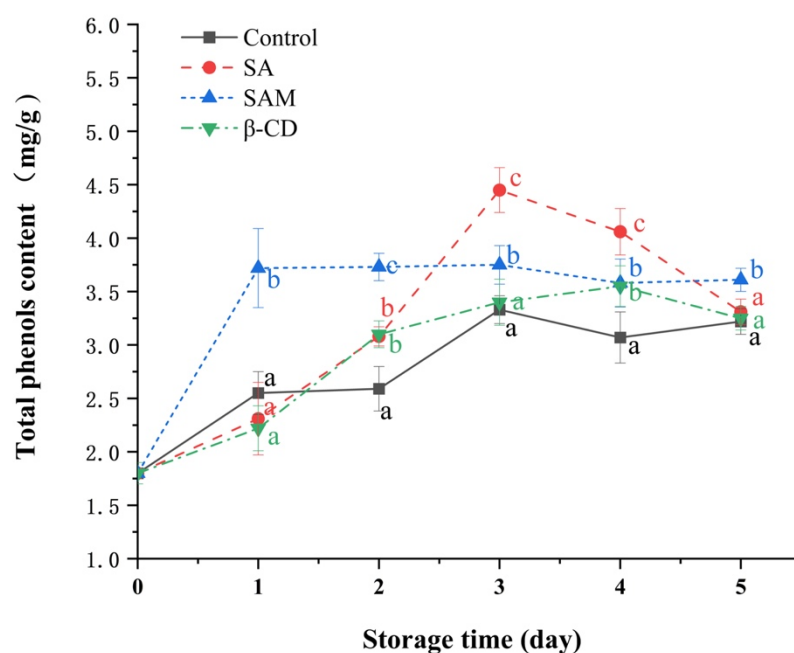 Total phenols content （mg/g）
6.0
5.5
5.0
4.5
4.0
3.5
3.0
2.5
2.0
1.5
1.0
Control
SA
SAM
β-CD
b
a
a
a
c
b
b
a
c
b
a
a
c
b
b
a
b
a
a
0
1
2
3
4
5
Storage time (day)